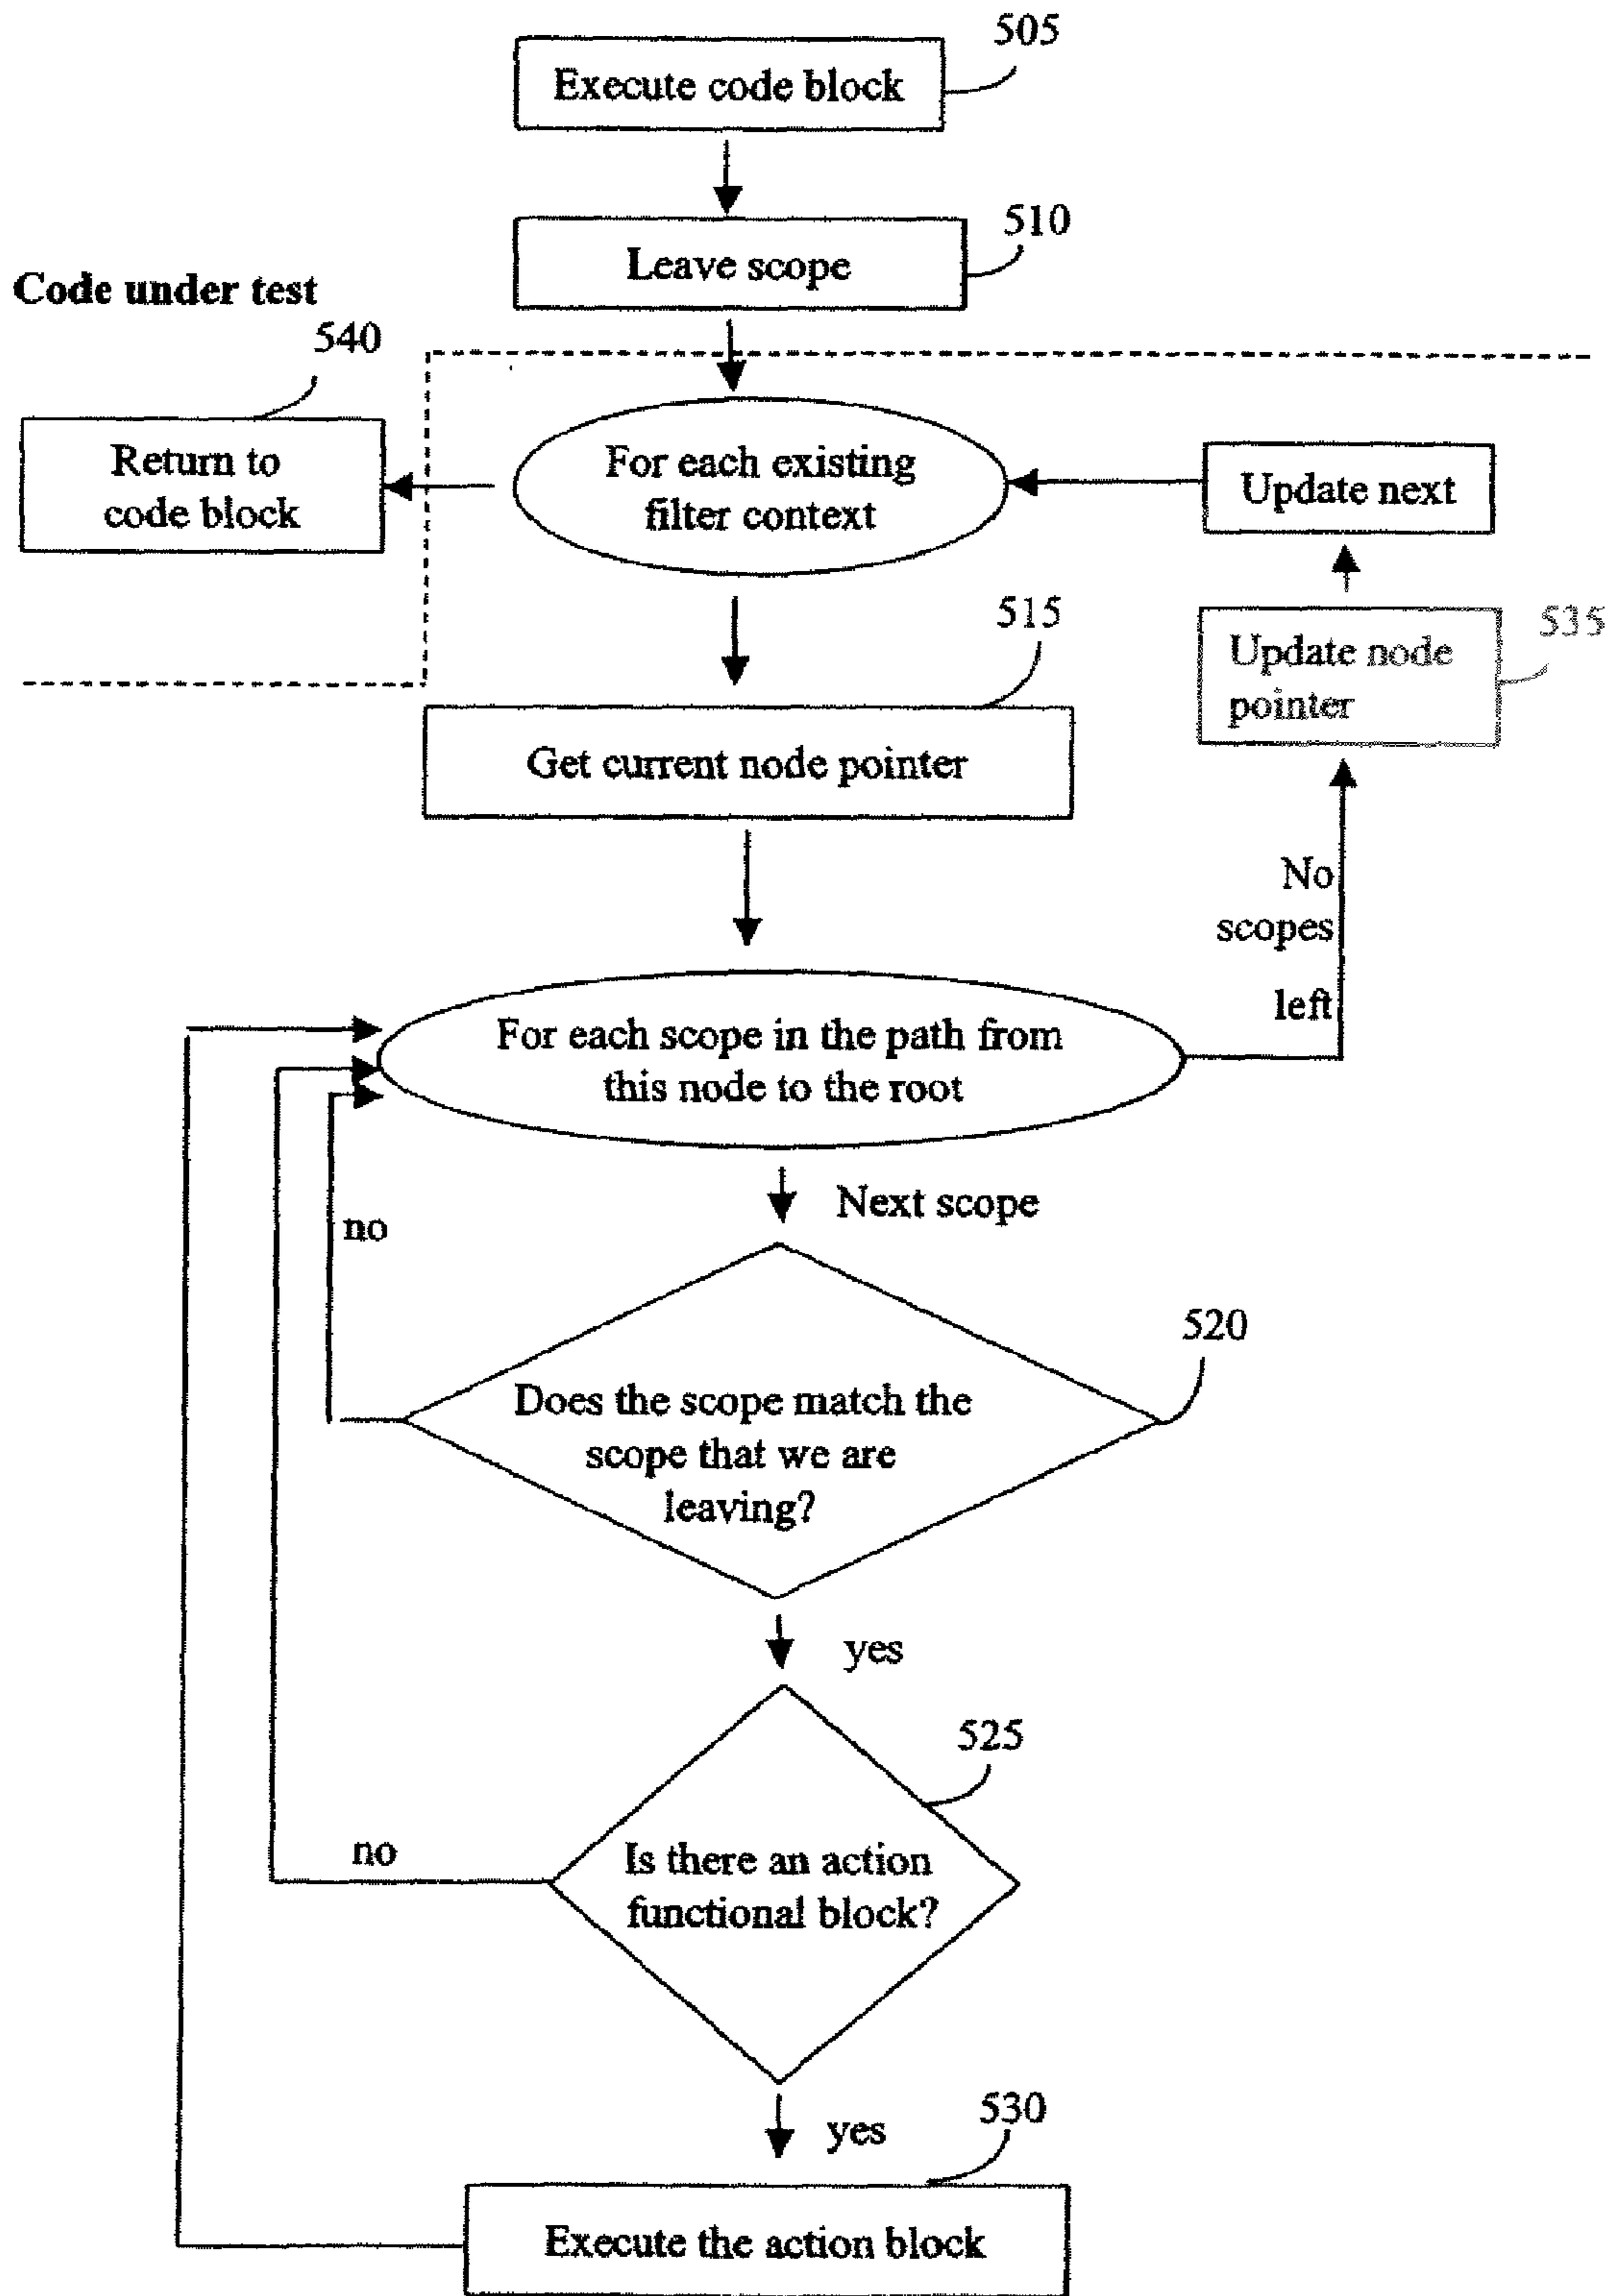 505
Execute code block
510
Leave scope
Code under test
540
For each existing
filter context
Return to
code block
Update next
515
535
Update node
pointer
Get current node pointer
No
scopes
left
For each scope in the path from
this node to the root
Next scope
no
520
Does the scope match the
scope that we are
leaving?
yes
525
no
Is there an action
functional block?
530
yes
Execute the action block